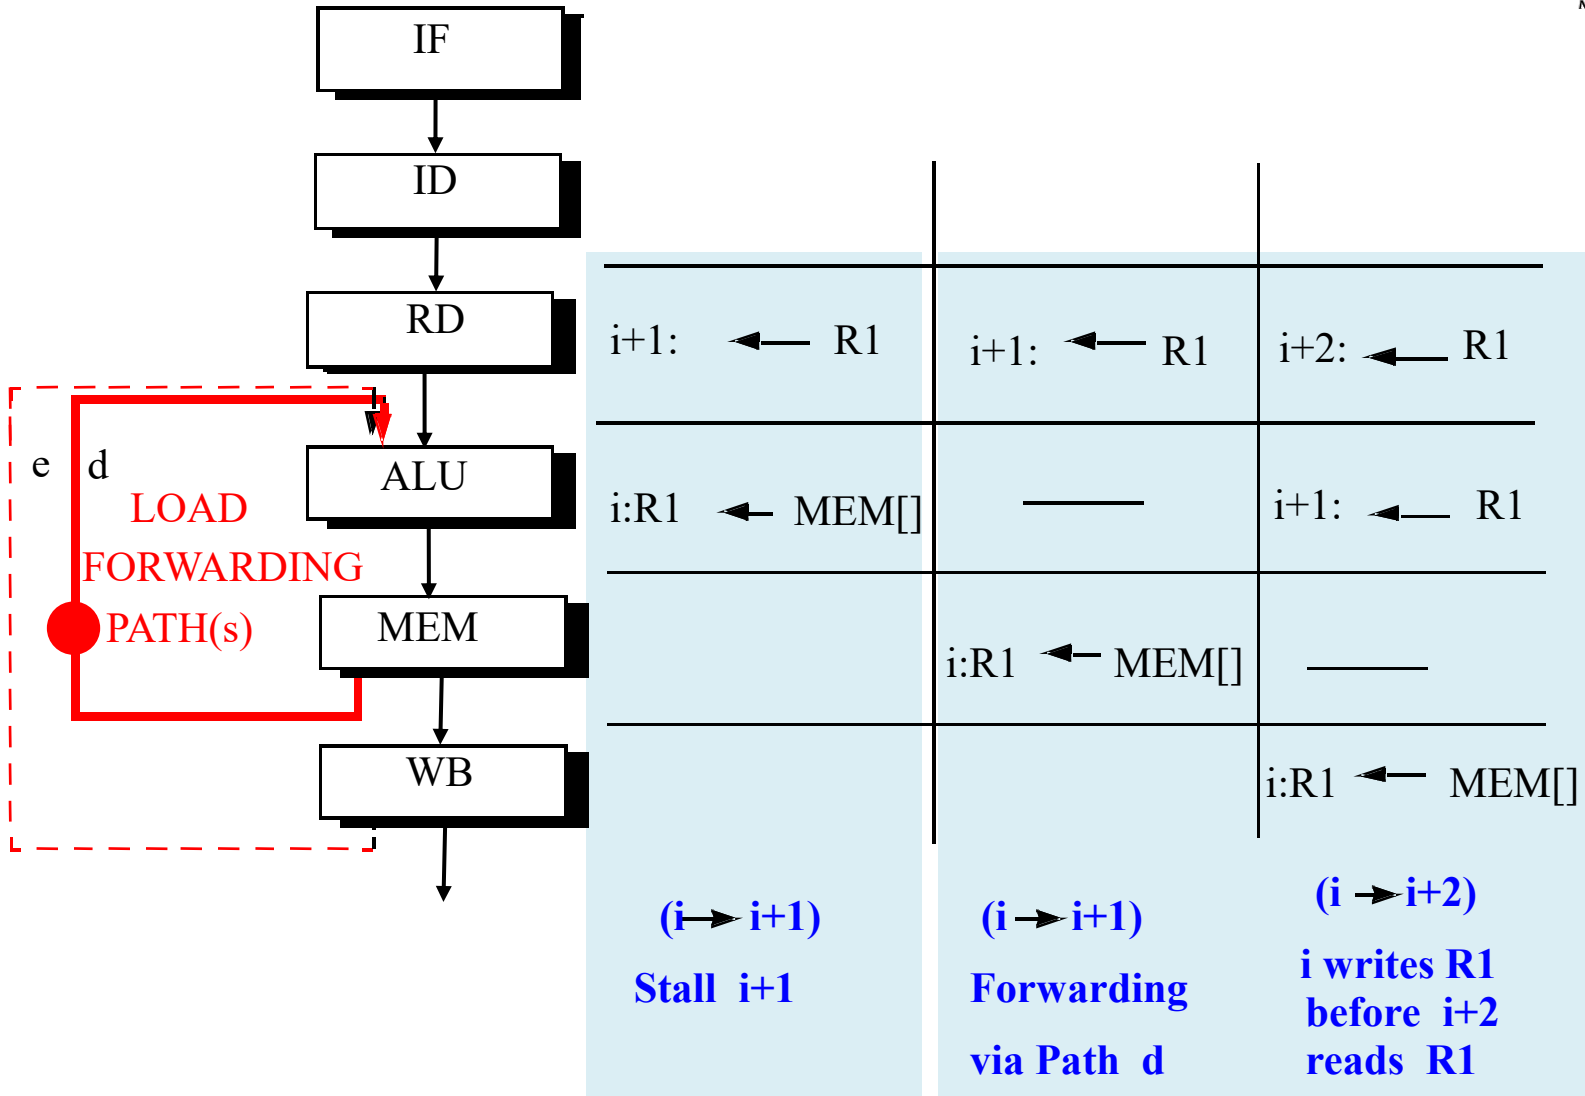 IF
ID
RD
i+1: R1
i+1: R1
i+2: R1
e d
LOAD
FORWARDING
PATH(s)
ALU
i:R1 MEM[]
i+1: R1
MEM
i:R1 MEM[]
WB
i:R1 MEM[]
(i i+1)
Stall i+1
(i i+1)
Forwarding
via Path d
(i i+2)
i writes R1
before i+2
reads R1